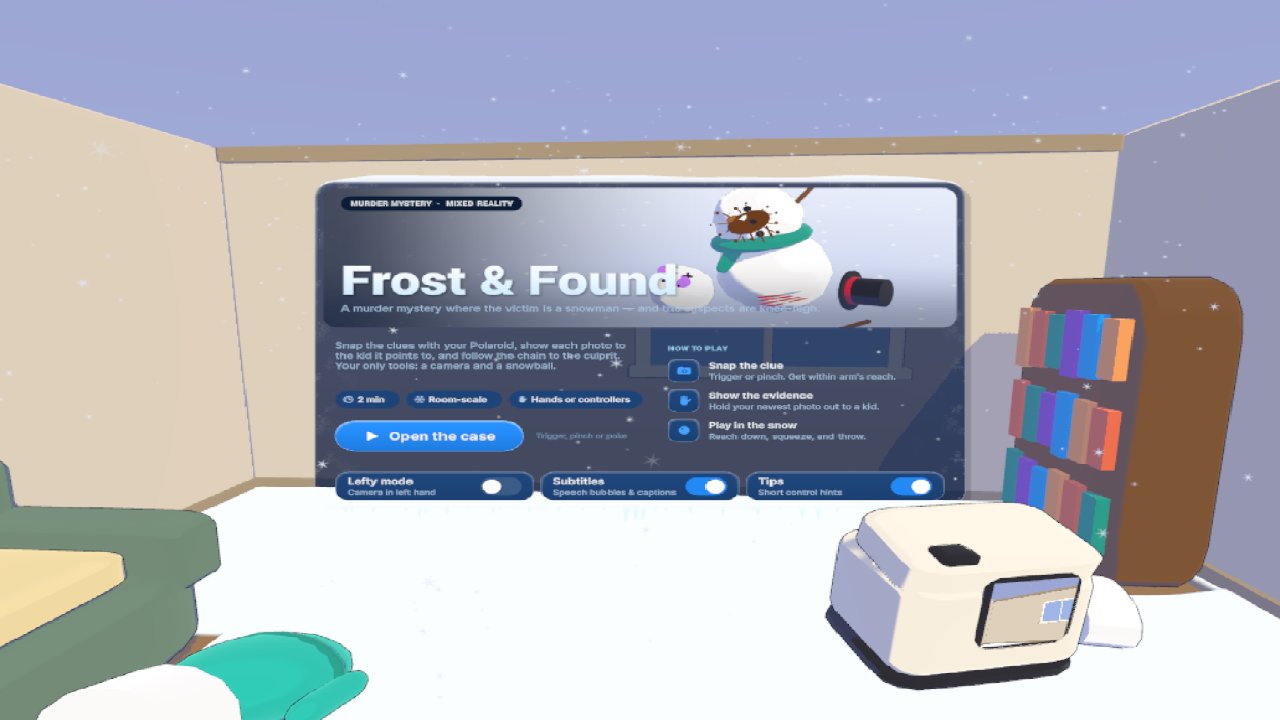 MURDER MYSTERY - MIXED REALITY
Frost & Found
A murder mystery where the victim is a snowman — and the suspects are knee-high.
Snap the clues with your Polaroid, show each photo to
the kid it points to, and follow the chain to the culprit.
Your only tools: a camera and a snowball.
2 min
Room-scale
Hands or controllers
Open the case
Trigger, pinch or poke
HOW TO PLAY
Snap the clue
Trigger or pinch. Get within arm's reach.
Show the evidence
Hold your newest photo out to a kid.
Play in the snow
Reach down, squeeze, and throw.
Lefty mode
Camera in left hand
Subtitles
Speech bubbles & captions
Tips
Short control hints